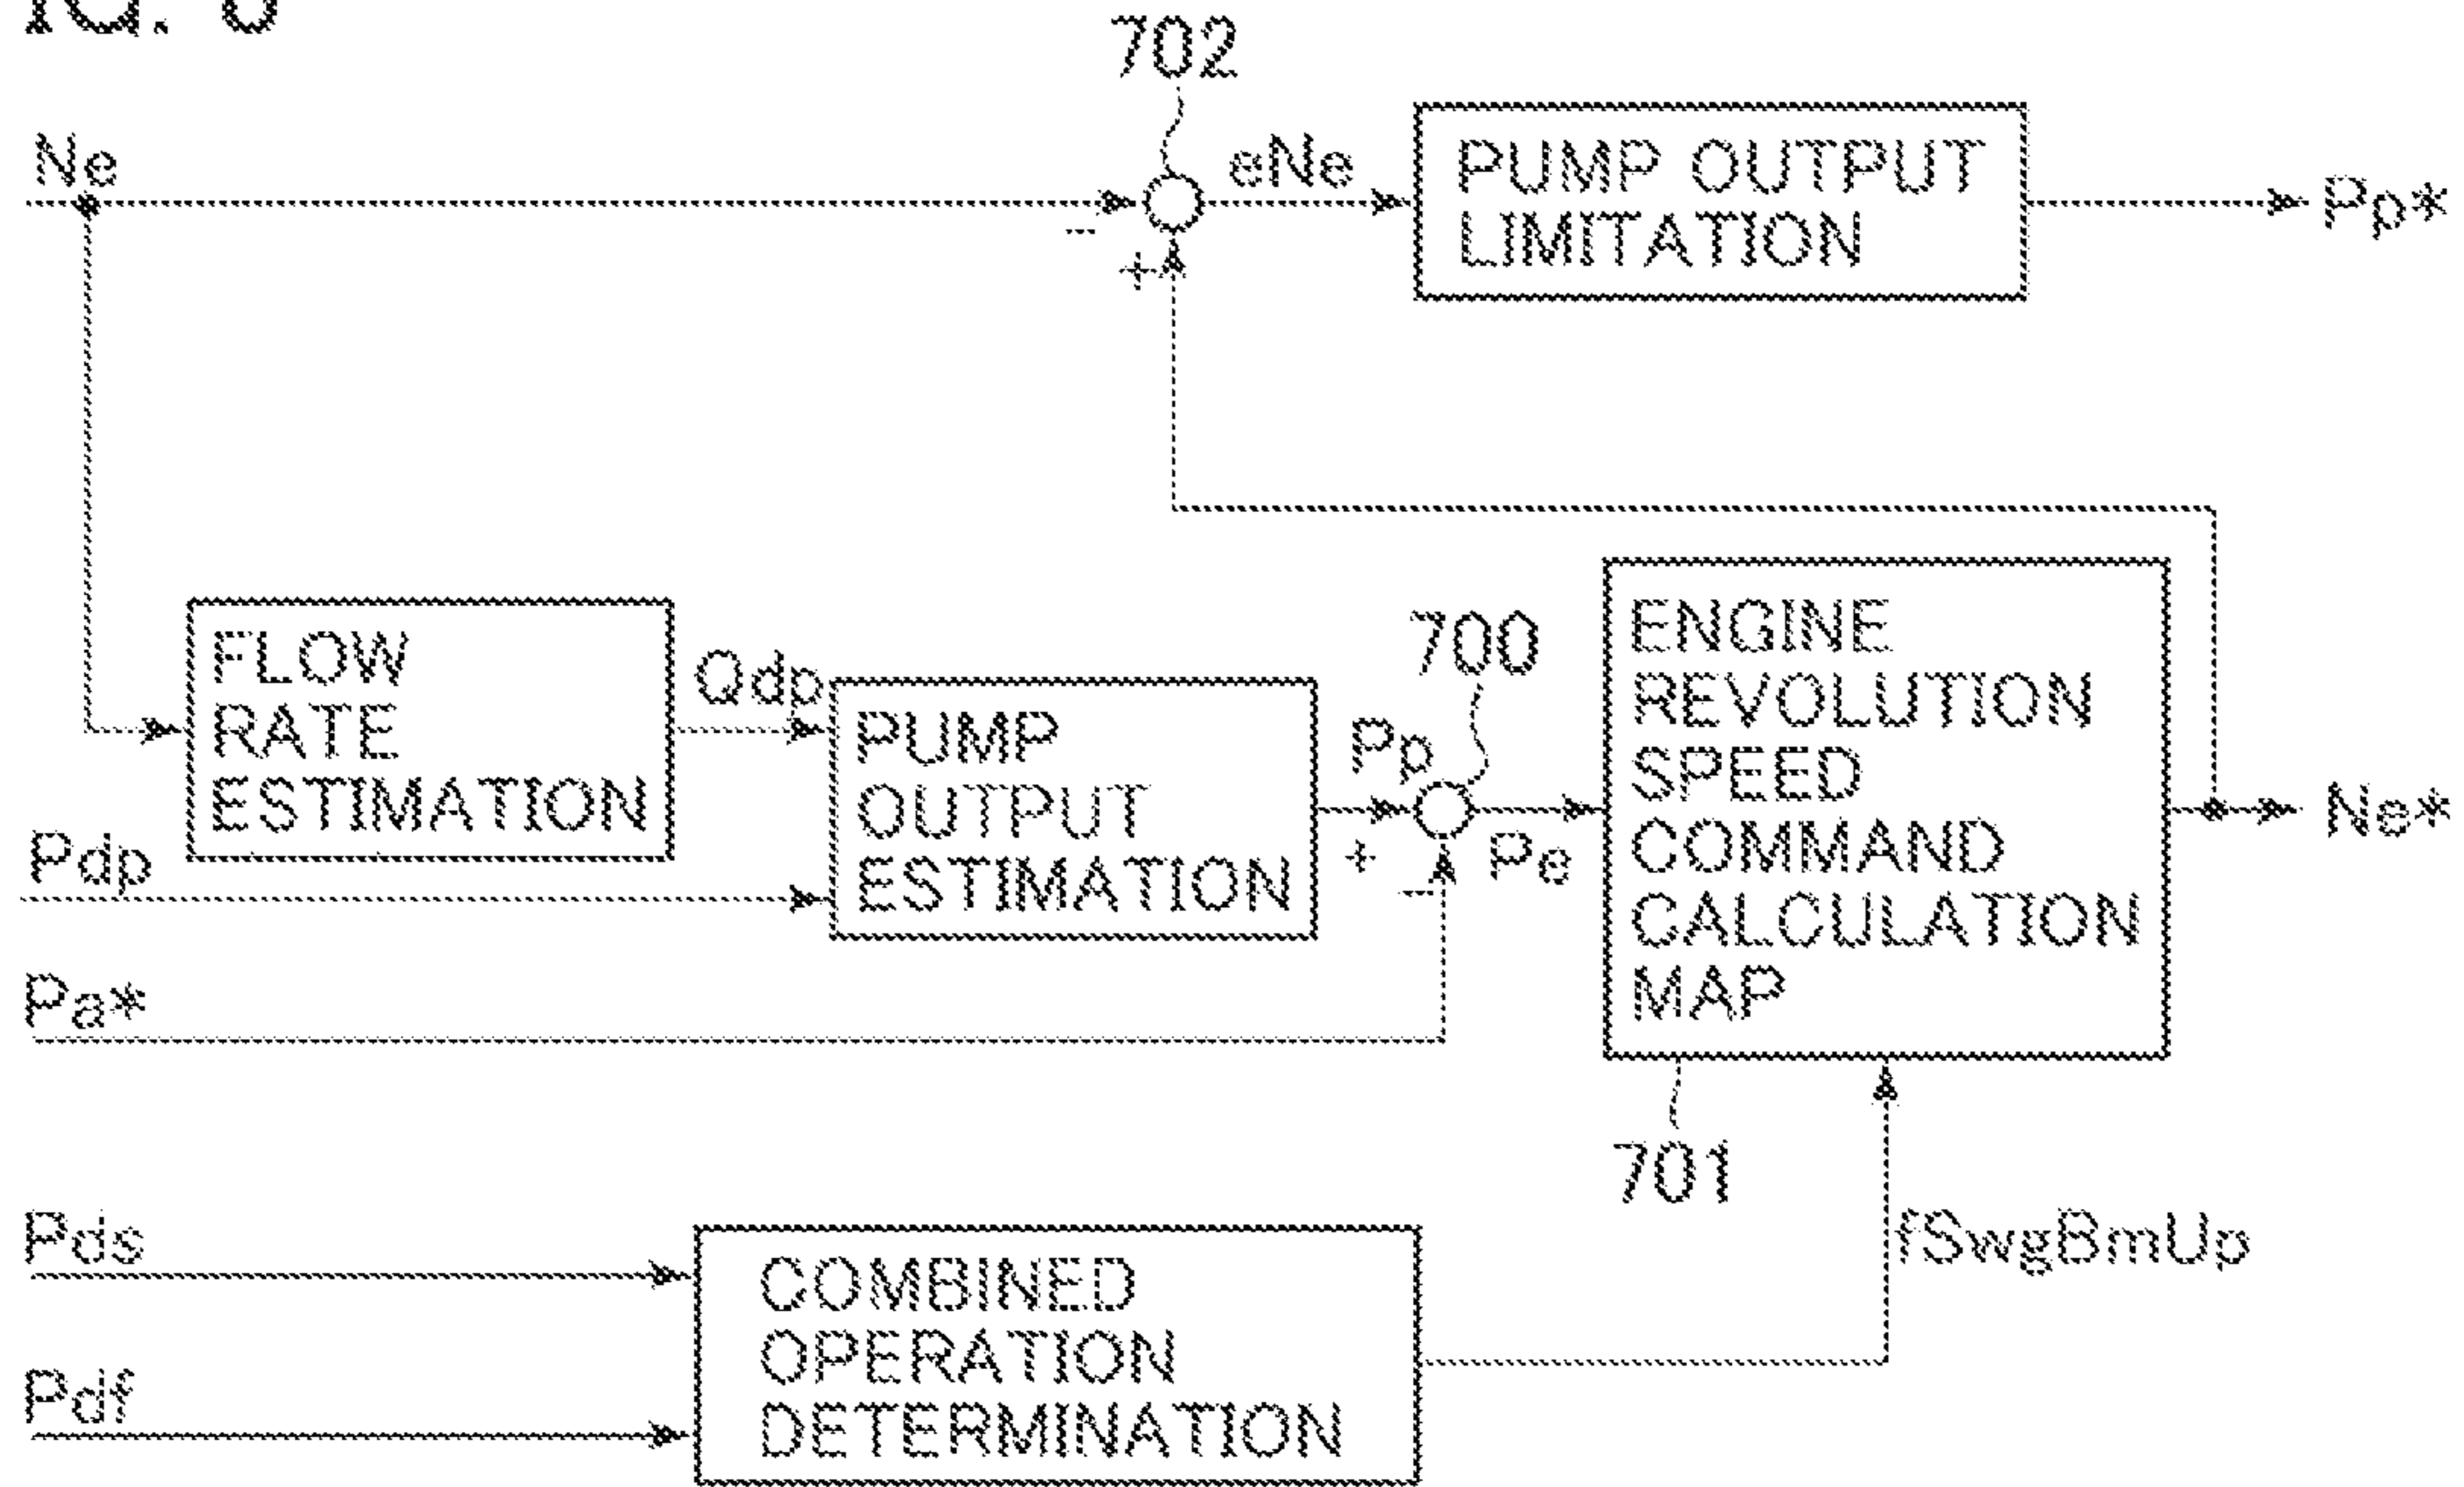 702
Ne
eNe
PUMP OUTPUT
LIMITATION
Pp*
-
+
FLOW
RATE
ESTIMATION
Qdp
PUMP
OUTPUT
ESTIMATION
Pp
700
+
-
Pe
ENGINE
REVOLUTION
SPEED
COMMAND
CALCULATION
MAP
Ne*
Pdp
Pa*
701
Pds
Pdf
COMBINED
OPERATION
DETERMINATION
fSwgBmUp